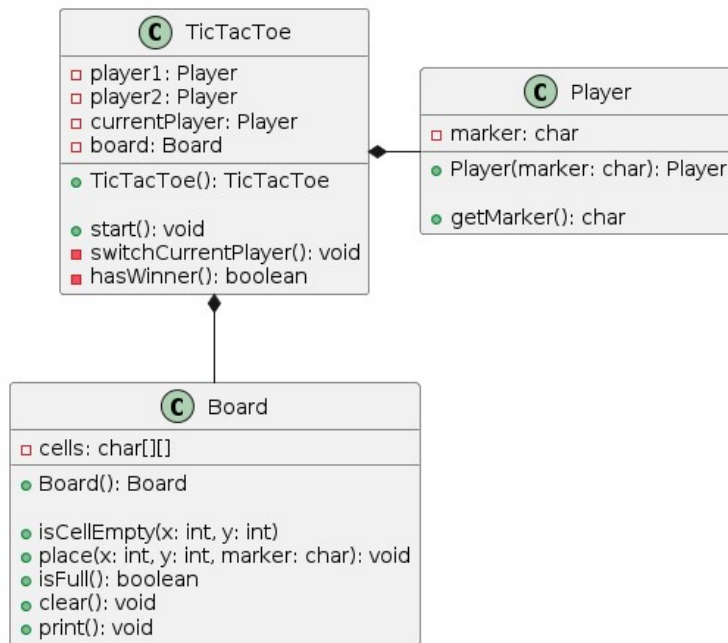 C TicTacToe
player1: Player
player2: Player
currentPlayer: Player
board: Board
TicTacToe(): TicTacToe
start(): void
switchCurrentPlayer(): void
hasWinner(): boolean
C Player
marker: char
Player(marker: char): Player
getMarker(): char
C Board
cells: char[][]
Board(): Board
isCellEmpty(x: int, y: int)
place(x: int, y: int, marker: char): void
isFull(): boolean
clear(): void
print(): void